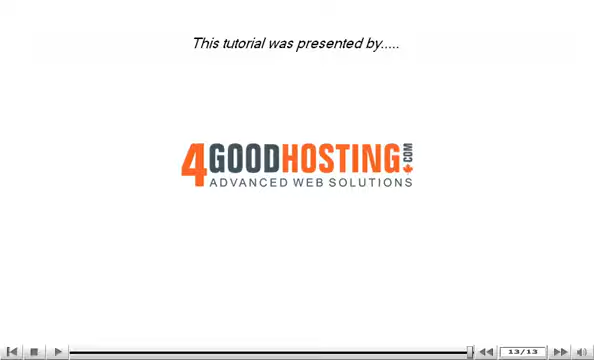 This tutorial was presented by.....
4GOODHOSTING.COM
ADVANCED WEB SOLUTIONS
13/13